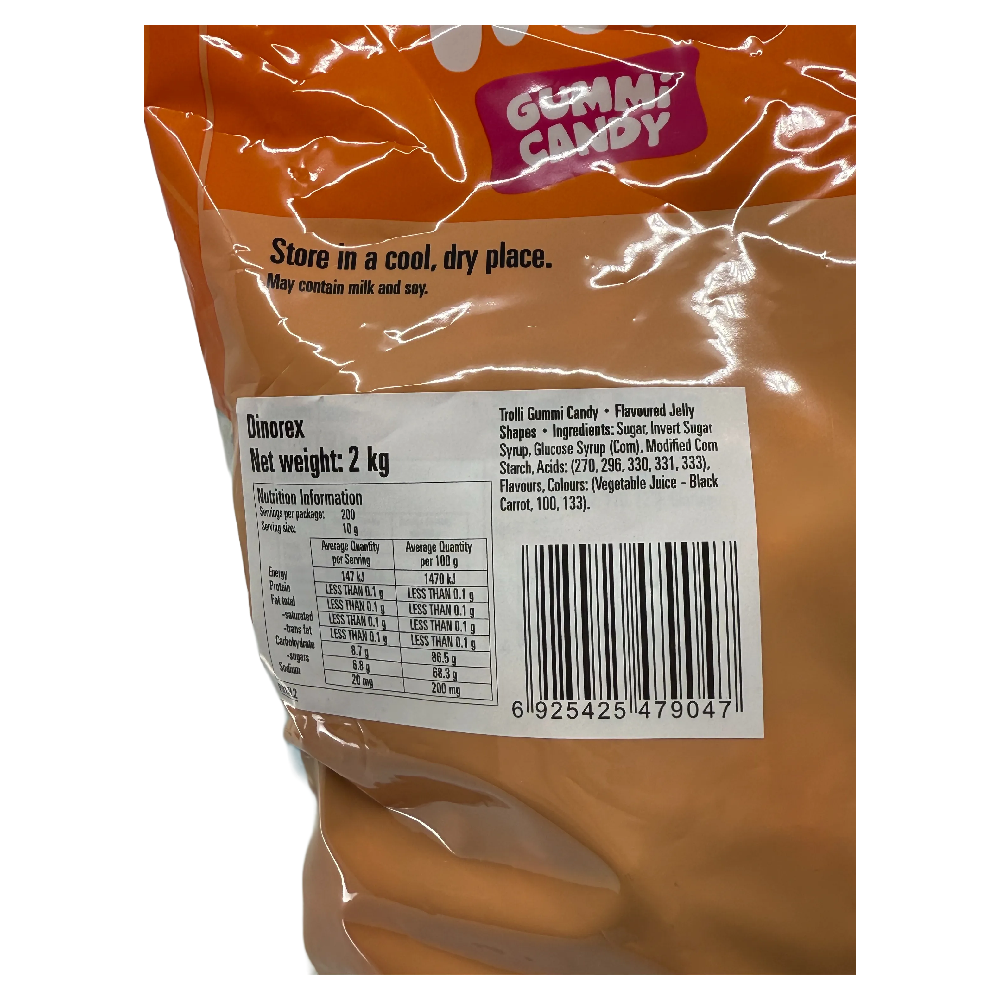 GUMMi
CANDY
Store in a cool, dry place.
May contain milk and soy.
Dinorex
Net weight: 2 kg
Nutrition Information
Servings per package: 200
Serving size: 10 g
Average Quantity per Serving Average Quantity per 100 g
Energy 147 kJ 1470 kJ
Protein LESS THAN 0.1 g LESS THAN 0.1 g
Fat total LESS THAN 0.1 g LESS THAN 0.1 g
-saturated LESS THAN 0.1 g LESS THAN 0.1 g
-trans fat LESS THAN 0.1 g LESS THAN 0.1 g
Carbohydrate 8.7 g 86.5 g
-sugars 6.8 g 68.3 g
Sodium 20 mg 200 mg
Trolli Gummi Candy • Flavoured Jelly
Shapes • Ingredients: Sugar, Invert Sugar
Syrup, Glucose Syrup (Corn), Modified Corn
Starch, Acids: (270, 296, 330, 331, 333),
Flavours, Colours: (Vegetable Juice - Black
Carrot, 100, 133).
6 925425 479047